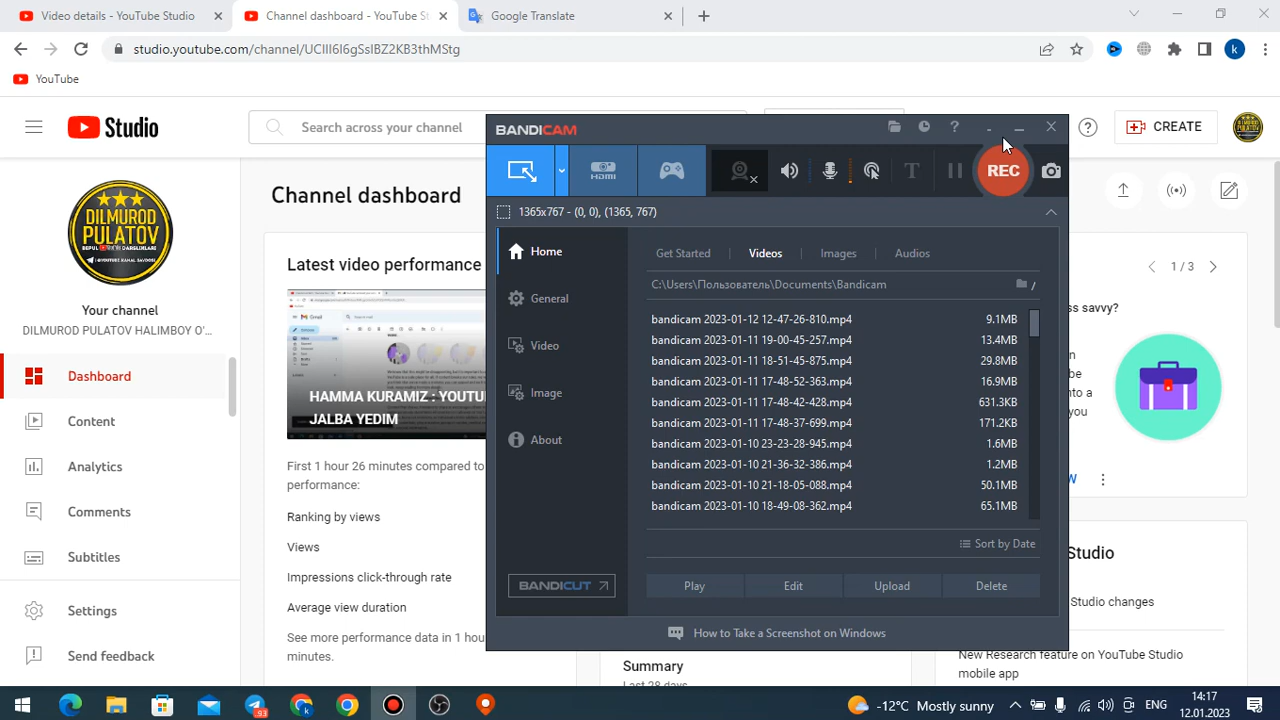 Video details - YouTube Studio
Channel dashboard - YouTube St
Google Translate
studio.youtube.com/channel/UCIII6I6gSsIBZ2KB3thMStg
YouTube
Studio
Search across your channel
CREATE
BANDICAM
REC
1365x767 - (0, 0), (1365, 767)
Home
General
Video
Image
About
BANDICUT
Get Started
Videos
Images
Audios
C:\Users\Пользователь\Documents\Bandicam
bandicam 2023-01-12 12-47-26-810.mp4 9.1MB
bandicam 2023-01-11 19-00-45-257.mp4 13.4MB
bandicam 2023-01-11 18-51-45-875.mp4 29.8MB
bandicam 2023-01-11 17-48-52-363.mp4 16.9MB
bandicam 2023-01-11 17-48-42-428.mp4 631.3KB
bandicam 2023-01-11 17-48-37-699.mp4 171.2KB
bandicam 2023-01-10 23-23-28-945.mp4 1.6MB
bandicam 2023-01-10 21-36-32-386.mp4 1.2MB
bandicam 2023-01-10 21-18-05-088.mp4 50.1MB
bandicam 2023-01-10 18-49-08-362.mp4 65.1MB
Sort by Date
Play
Edit
Upload
Delete
How to Take a Screenshot on Windows
DILMUROD
PULATOV
Your channel
DILMUROD PULATOV HALIMBOY O'...
Dashboard
Content
Analytics
Comments
Subtitles
Settings
Send feedback
Channel dashboard
Latest video performance
HAMMA KURAMIZ : YOUTU
JALBA YEDIM
First 1 hour 26 minutes compared to
performance:
Ranking by views
Views
Impressions click-through rate
Average view duration
See more performance data in 1 hour
minutes.
Summary
Last 28 days
1 / 3
ss savvy?
into a
you
W
Studio
Studio changes
New Research feature on YouTube Studio
mobile app
93
-12°C Mostly sunny
ENG
14:17
12.01.2023